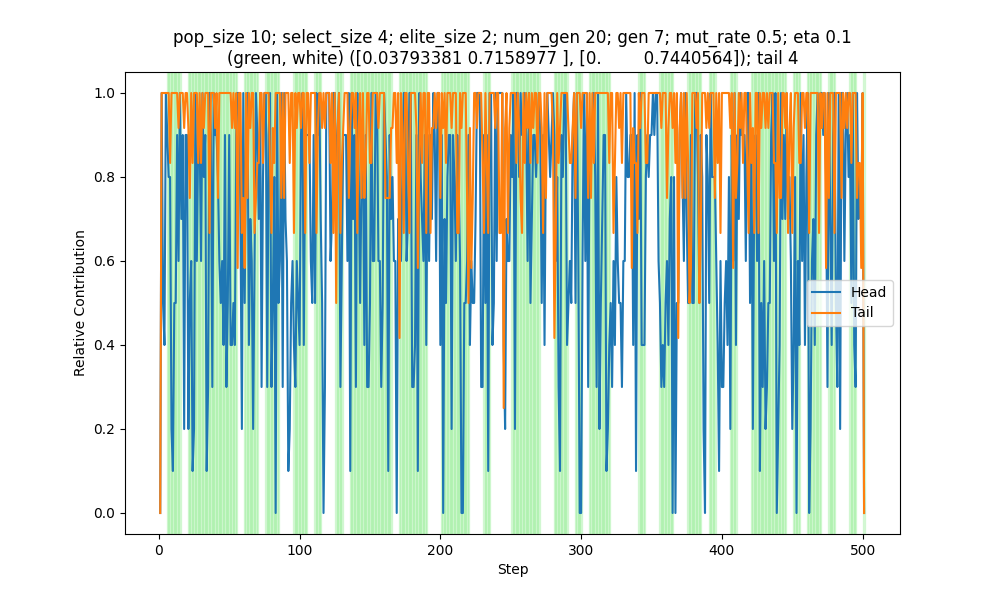 pop_size 10; select_size 4; elite_size 2; num_gen 20; gen 7; mut_rate 0.5; eta 0.1
(green, white) ([0.03793381 0.7158977 ], [0.        0.7440564]); tail 4
1.0
0.8
0.6
0.4
0.2
0.0
Relative Contribution
Head
Tail
0 100 200 300 400 500
Step